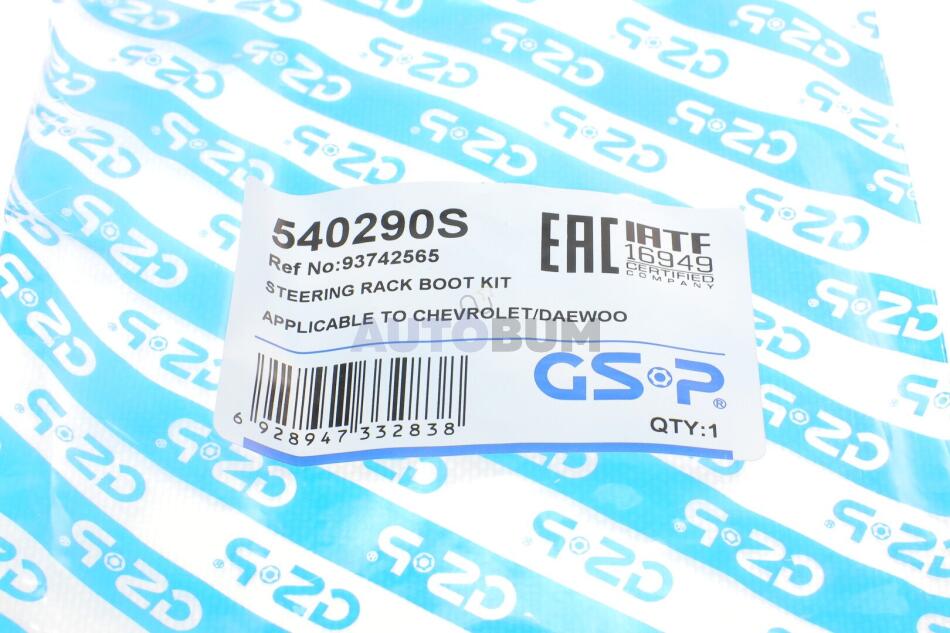 540290S
Ref No:93742565
STEERING RACK BOOT KIT
APPLICABLE TO CHEVROLET/DAEWOO
EAC
IATF
16949
CERTIFIED
COMPANY
AUTOBUM
GSP®
6 928947 332838
QTY:1